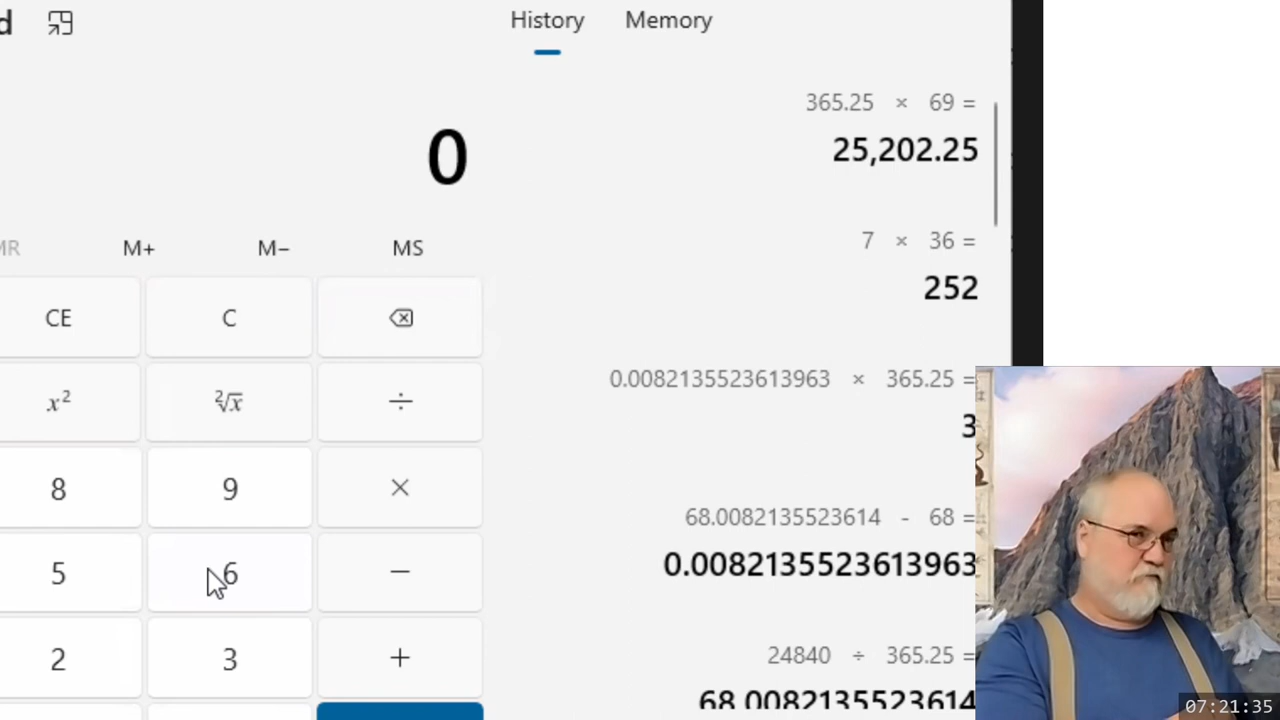 d
History Memory
365.25 × 69 =
25,202.25
0
7 × 36 =
252
MR M+ M− MS
CE C
0.0082135523613963 × 365.25 =
3
x² ²√x ÷
8 9 ×
68.0082135523614 - 68 =
0.0082135523613963
5 6 −
24840 ÷ 365.25 =
68.0082135523614
2 3 +
07:21:35